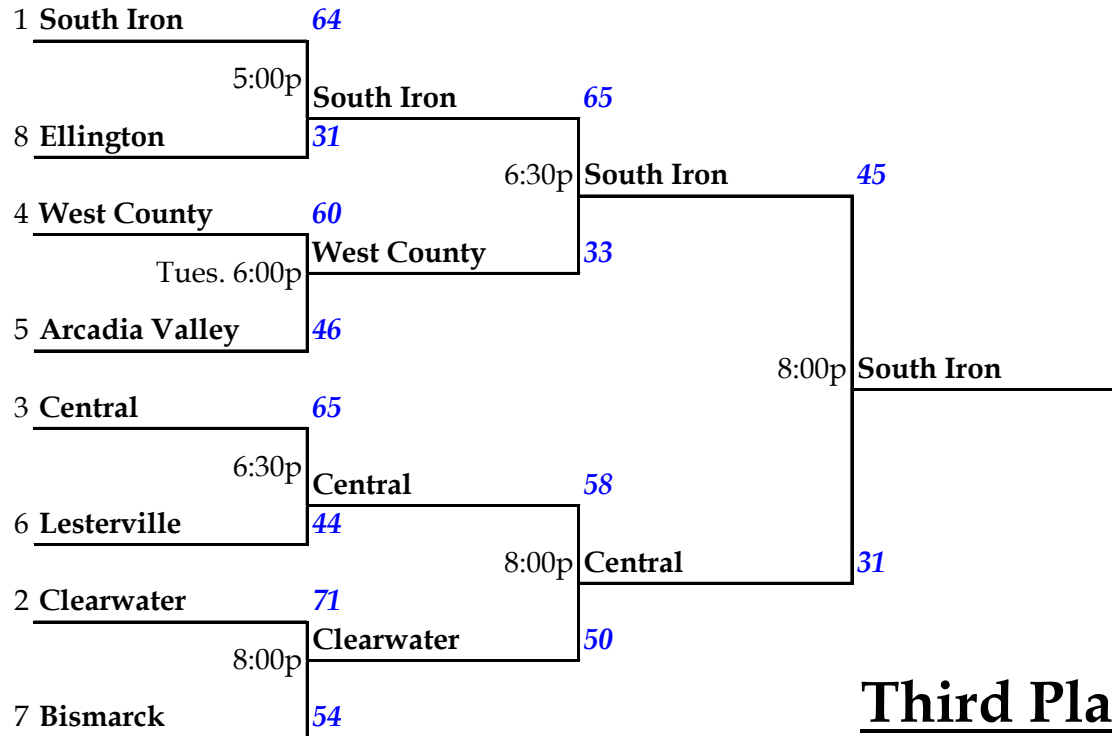 1 South Iron 64
5:00p
South Iron 65
8 Ellington 31
6:30p South Iron 45
4 West County 60
West County 33
Tues. 6:00p
5 Arcadia Valley 46
8:00p South Iron
3 Central 65
6:30p
Central 58
6 Lesterville 44
8:00p Central 31
2 Clearwater 71
Clearwater 50
8:00p
7 Bismarck 54
Third Pla